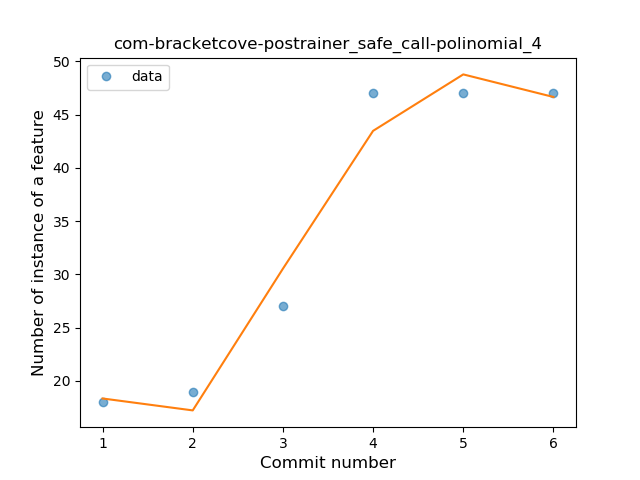 com-bracketcove-postrainer_safe_call-polinomial_4
data
Number of instance of a feature
50
45
40
35
30
25
20
1 2 3 4 5 6
Commit number